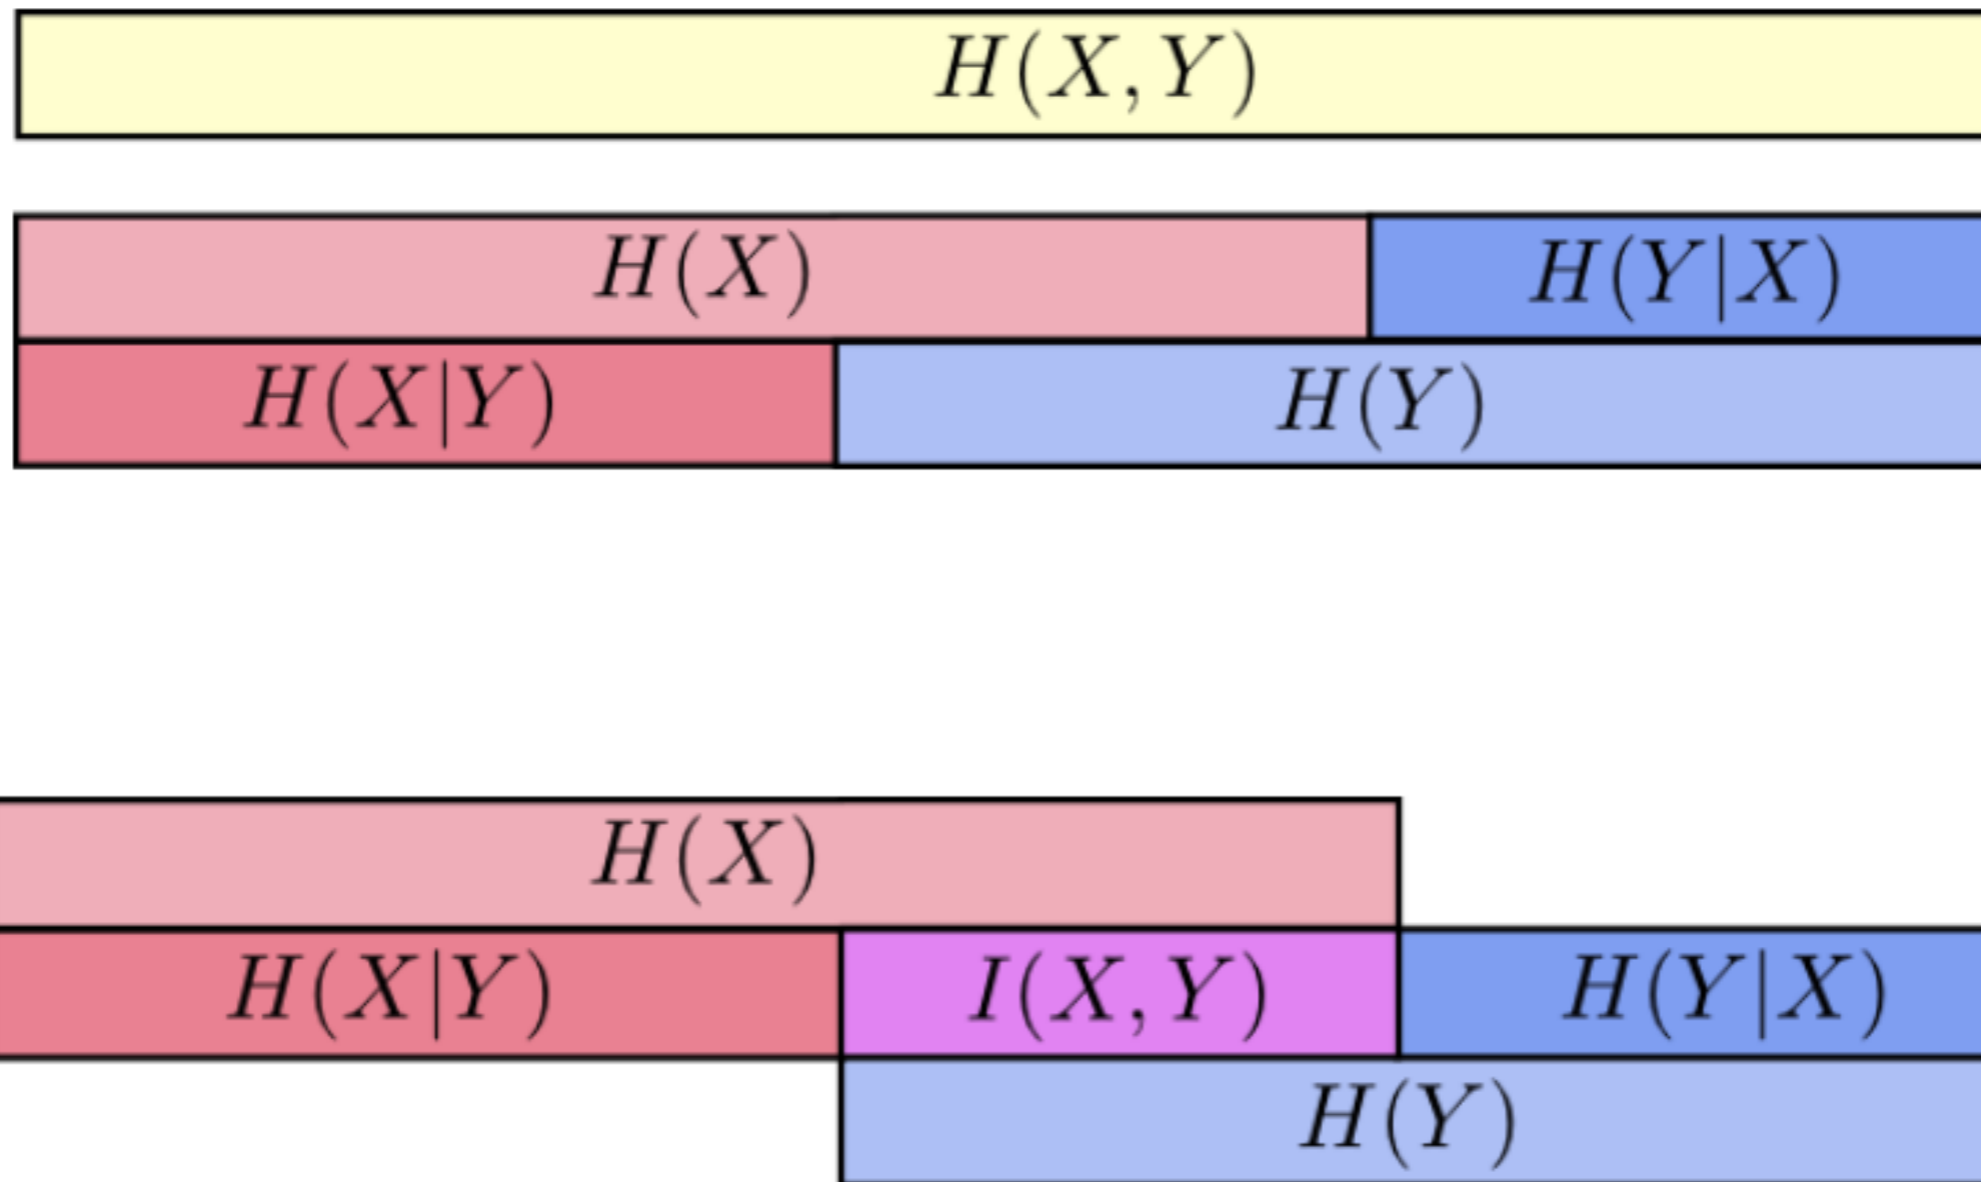 H(X, Y)
H(X) H(Y|X)
H(X|Y) H(Y)
H(X)
H(X|Y) I(X, Y) H(Y|X)
H(Y)